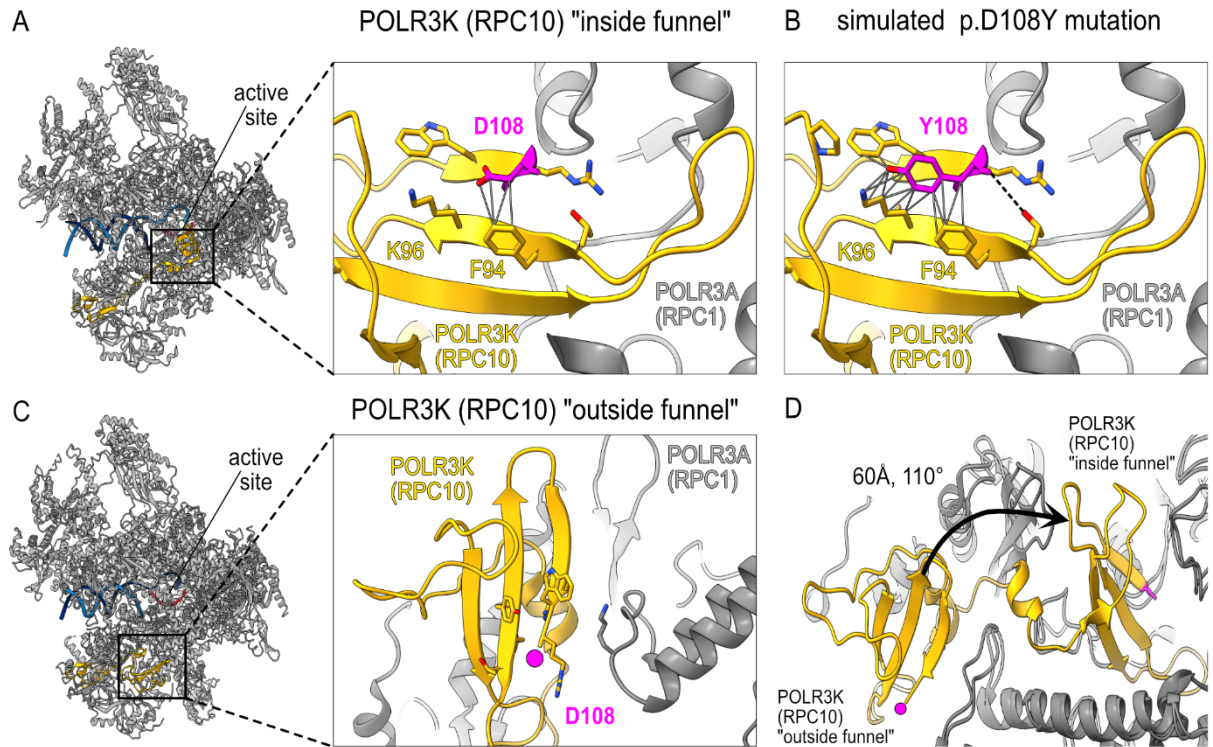 A
POLR3K (RPC10) "inside funnel"
active
site
D108
K96
F94
POLR3A
(RPC1)
POLR3K
(RPC10)
B
simulated p.D108Y mutation
Y108
K96
F94
POLR3A
(RPC1)
POLR3K
(RPC10)
C
POLR3K (RPC10) "outside funnel"
active
site
POLR3K
(RPC10)
POLR3A
(RPC1)
D108
D
POLR3K
(RPC10)
"inside funnel"
60Å, 110°
POLR3K
(RPC10)
"outside funnel"